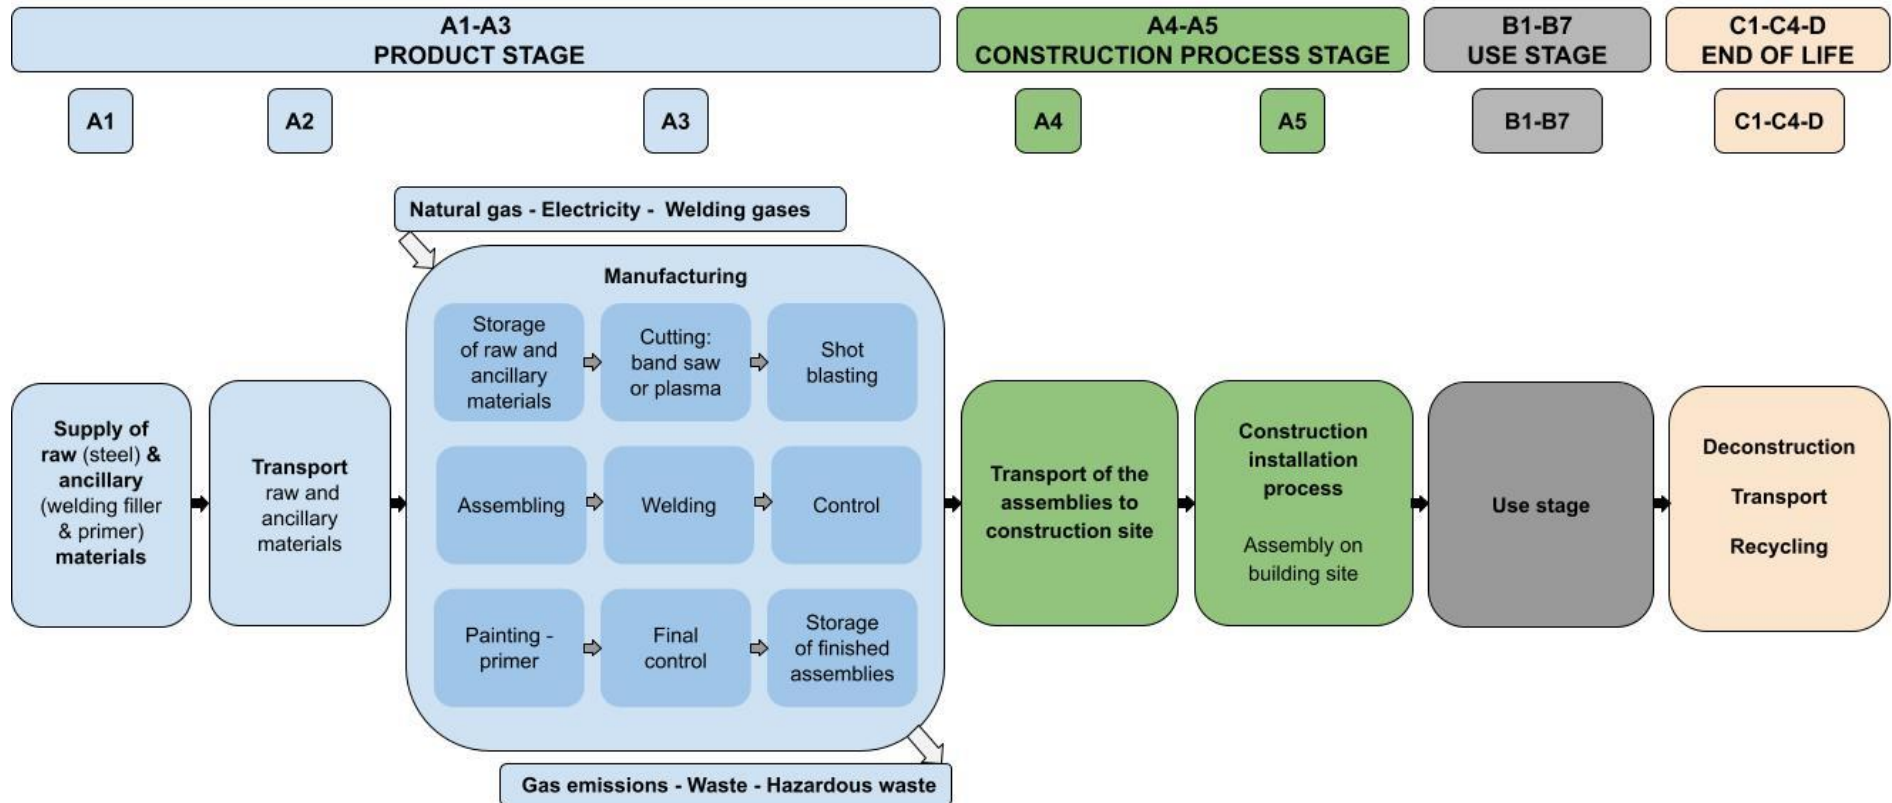 A1-A3
PRODUCT STAGE
A4-A5
CONSTRUCTION PROCESS STAGE
B1-B7
USE STAGE
C1-C4-D
END OF LIFE
A1
A2
A3
A4
A5
B1-B7
C1-C4-D
Natural gas - Electricity - Welding gases
Supply of
raw (steel) &
ancillary
(welding filler
& primer)
materials
Transport
raw and
ancillary
materials
Manufacturing
Storage
of raw and
ancillary
materials
Cutting:
band saw
or plasma
Shot
blasting
Assembling
Welding
Control
Painting -
primer
Final
control
Storage
of finished
assemblies
Gas emissions - Waste - Hazardous waste
Transport of the
assemblies to
construction site
Construction
installation
process
Assembly on
building site
Use stage
Deconstruction
Transport
Recycling